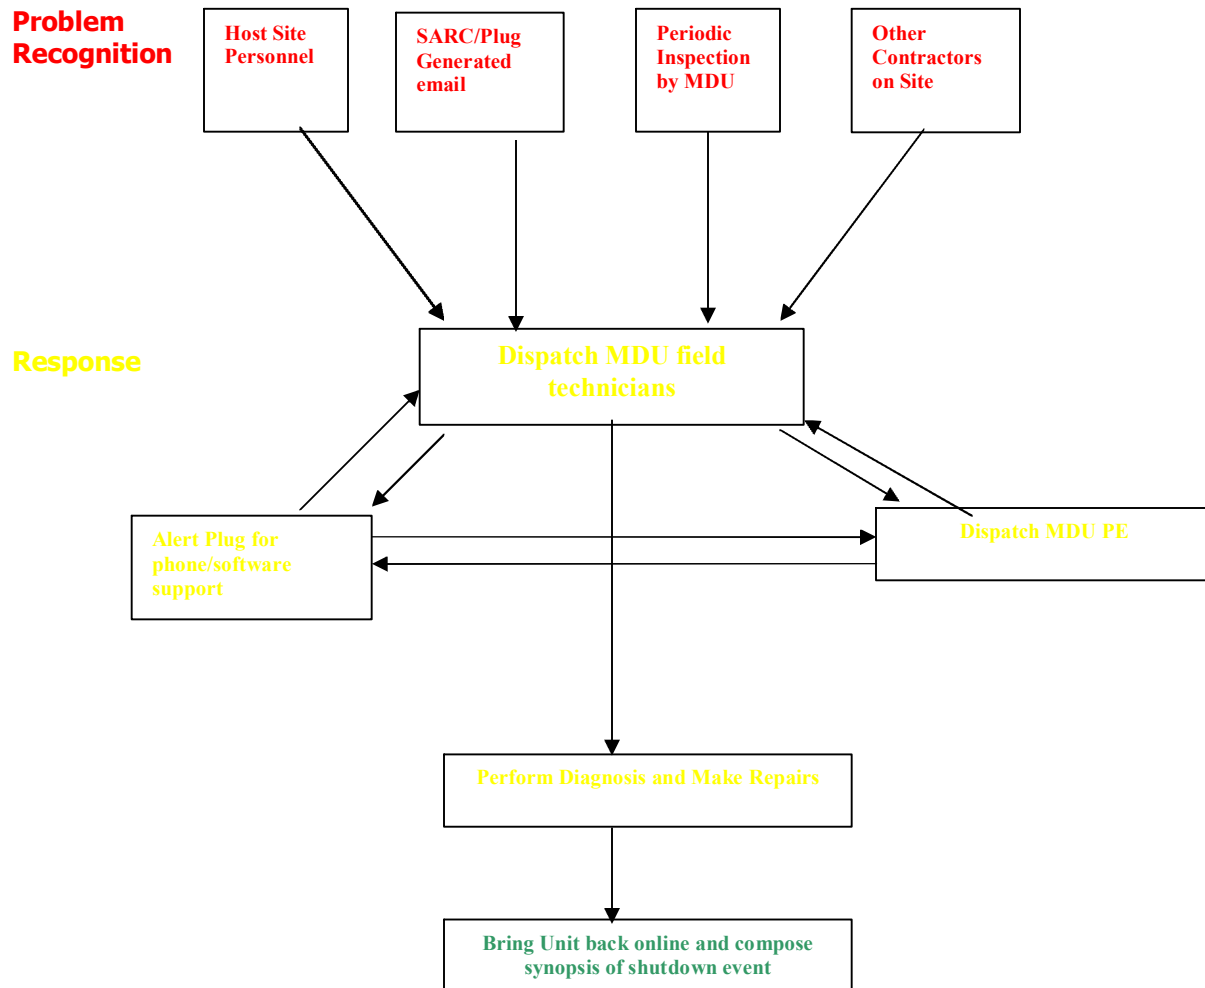 Problem
Recognition
Host Site
Personnel
SARC/Plug
Generated
email
Periodic
Inspection
by MDU
Other
Contractors
on Site
Response
Dispatch MDU field
technicians
Alert Plug for
phone/software
support
Dispatch MDU PE
Perform Diagnosis and Make Repairs
Bring Unit back online and compose
synopsis of shutdown event